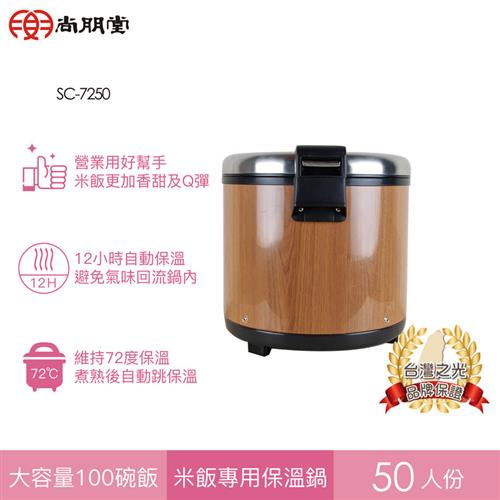 尚朋堂
SC-7250
營業用好幫手
米飯更加香甜及Q彈
12小時自動保溫
避免氣味回流鍋內
12H
維持72度保溫
煮熟後自動跳保溫
72℃
台灣之光
品牌保證
大容量100碗飯
米飯專用保溫鍋
50人份